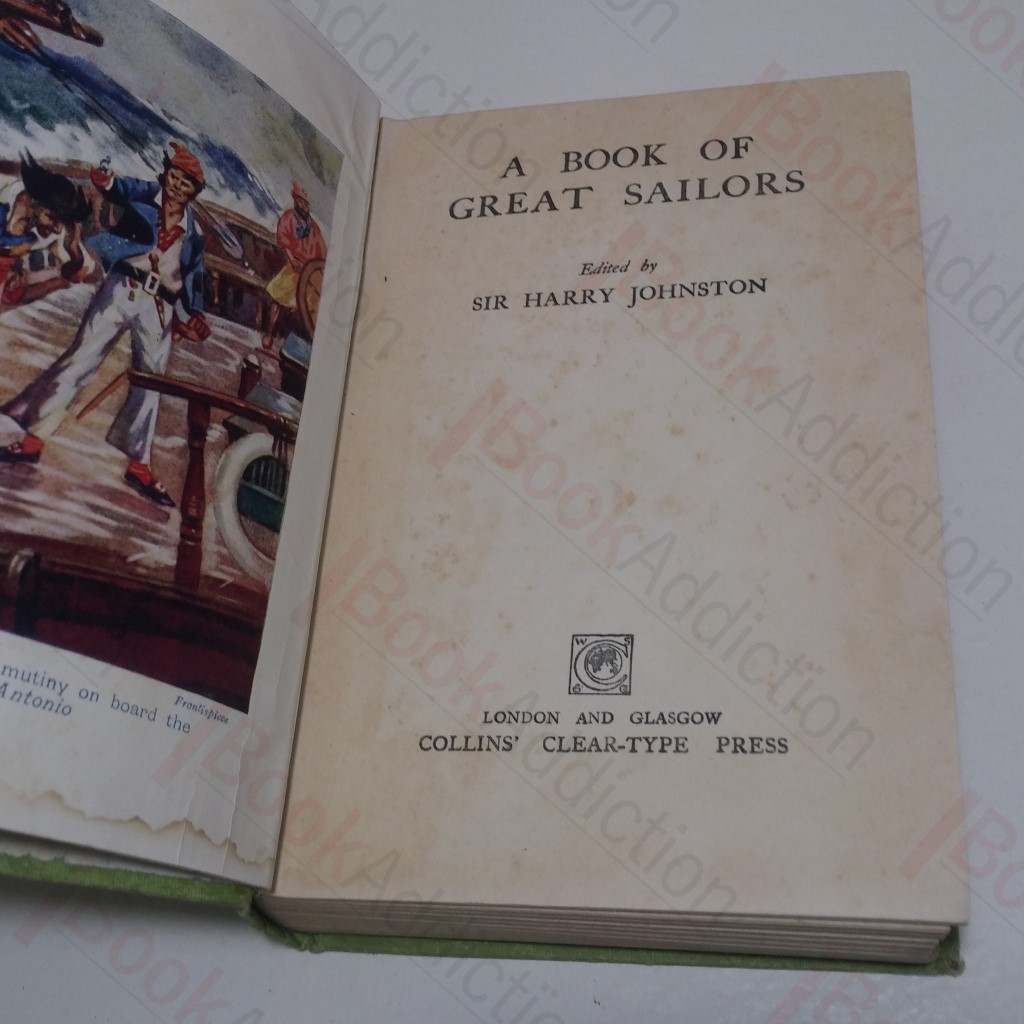 mutiny on board the
Antonio
Frontispiece
A BOOK OF
GREAT SAILORS
Edited by
SIR HARRY JOHNSTON
W S
C
& G
LONDON AND GLASGOW
COLLINS' CLEAR-TYPE PRESS
BookAddiction